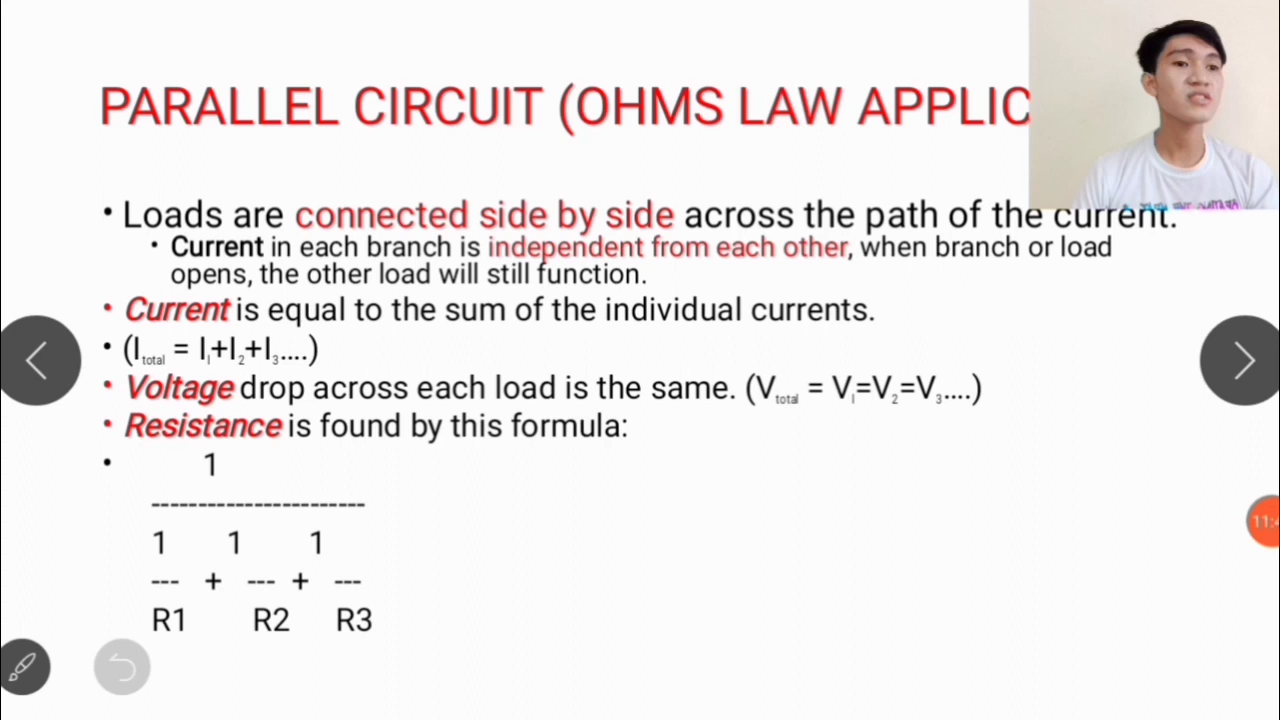 PARALLEL CIRCUIT (OHMS LAW APPLIC
• Loads are connected side by side across the path of the current.
• Current in each branch is independent from each other, when branch or load
opens, the other load will still function.
• Current is equal to the sum of the individual currents.
• (Itotal = I1+I2+I3....)
• Voltage drop across each load is the same. (Vtotal = V1=V2=V3....)
• Resistance is found by this formula:
• 1
-----------------------
1 1 1
--- + --- + ---
R1 R2 R3